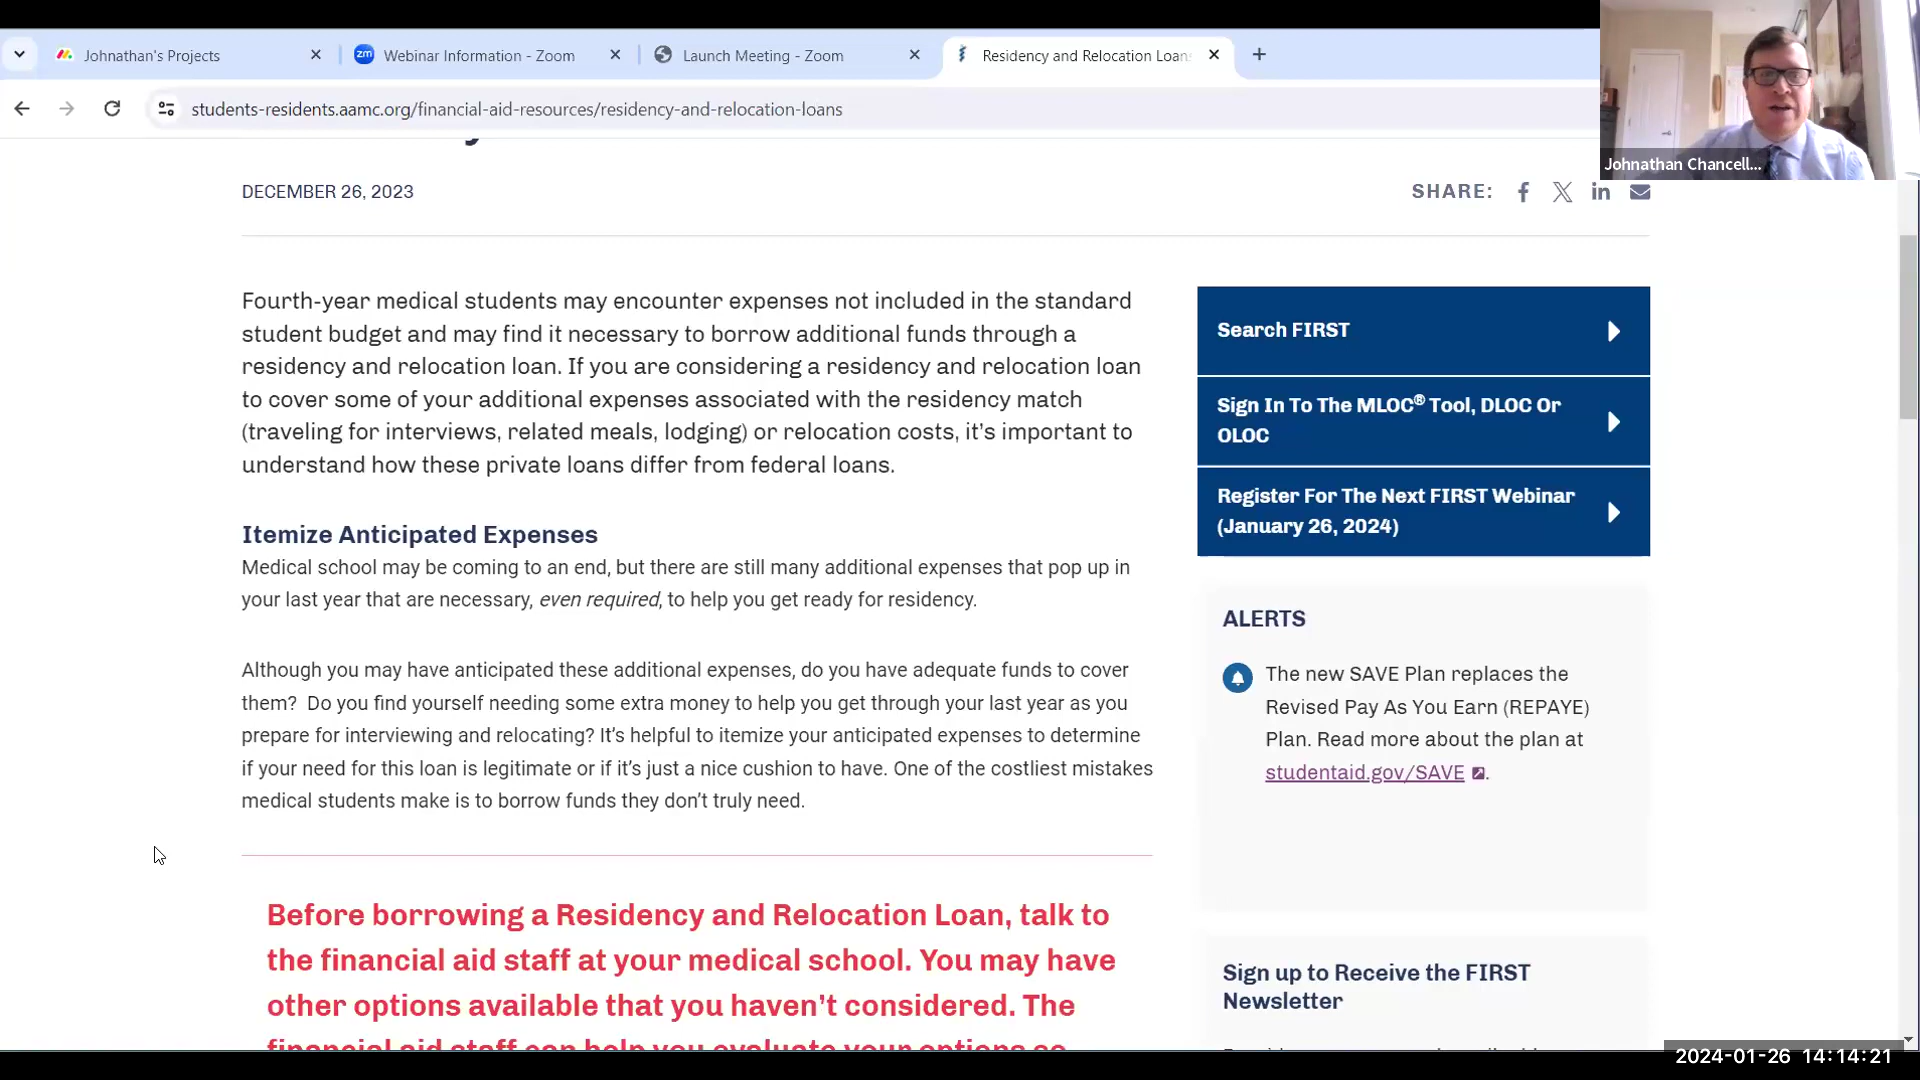 Johnathan's Projects
Webinar Information - Zoom
Launch Meeting - Zoom
Residency and Relocation Loans
students-residents.aamc.org/financial-aid-resources/residency-and-relocation-loans
Johnathan Chancell...
DECEMBER 26, 2023
SHARE:
Fourth-year medical students may encounter expenses not included in the standard
student budget and may find it necessary to borrow additional funds through a
residency and relocation loan. If you are considering a residency and relocation loan
to cover some of your additional expenses associated with the residency match
(traveling for interviews, related meals, lodging) or relocation costs, it’s important to
understand how these private loans differ from federal loans.
Itemize Anticipated Expenses
Medical school may be coming to an end, but there are still many additional expenses that pop up in
your last year that are necessary, even required, to help you get ready for residency.
Although you may have anticipated these additional expenses, do you have adequate funds to cover
them? Do you find yourself needing some extra money to help you get through your last year as you
prepare for interviewing and relocating? It’s helpful to itemize your anticipated expenses to determine
if your need for this loan is legitimate or if it’s just a nice cushion to have. One of the costliest mistakes
medical students make is to borrow funds they don’t truly need.
Before borrowing a Residency and Relocation Loan, talk to
the financial aid staff at your medical school. You may have
other options available that you haven’t considered. The
financial aid staff can help you evaluate your options so
Search FIRST
Sign In To The MLOC® Tool, DLOC Or
OLOC
Register For The Next FIRST Webinar
(January 26, 2024)
ALERTS
The new SAVE Plan replaces the
Revised Pay As You Earn (REPAYE)
Plan. Read more about the plan at
studentaid.gov/SAVE.
Sign up to Receive the FIRST
Newsletter
2024-01-26 14:14:21